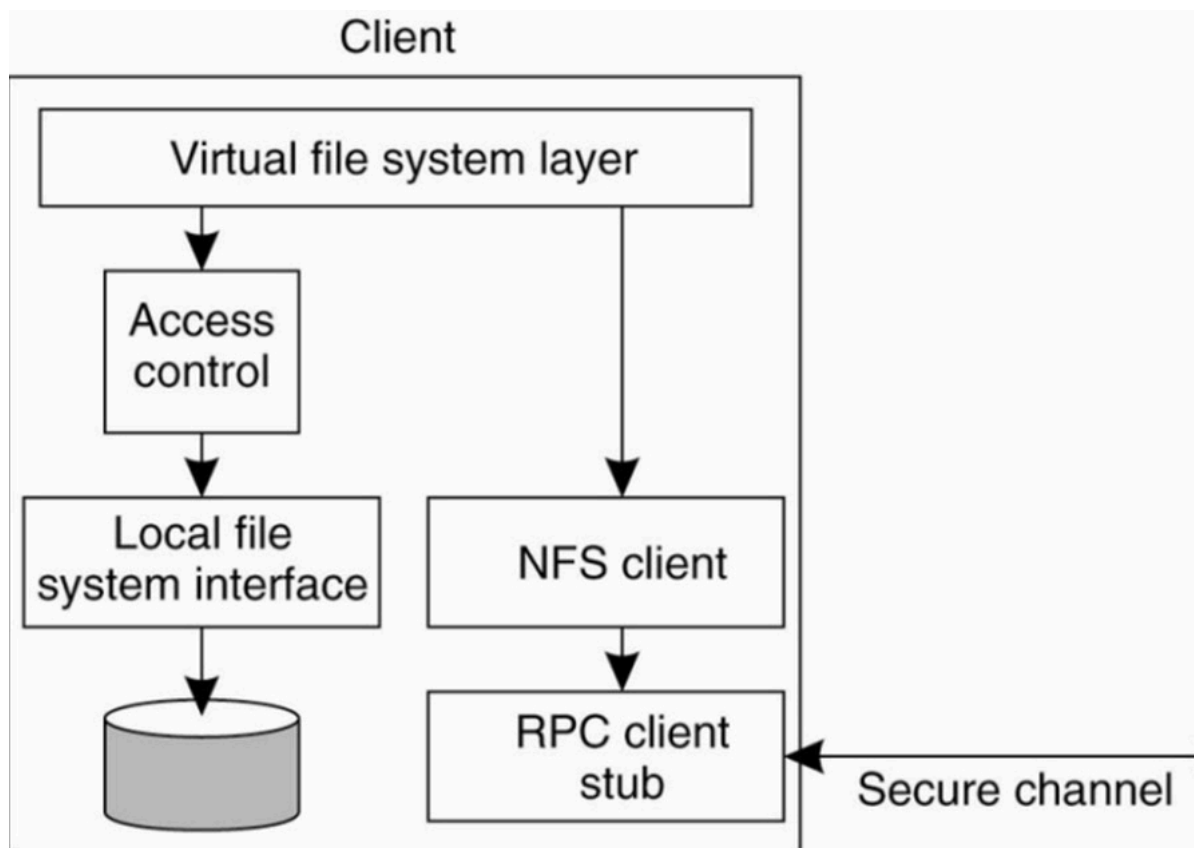 Client
Virtual file system layer
Access
control
Local file
system interface
NFS client
RPC client
stub
Secure channel